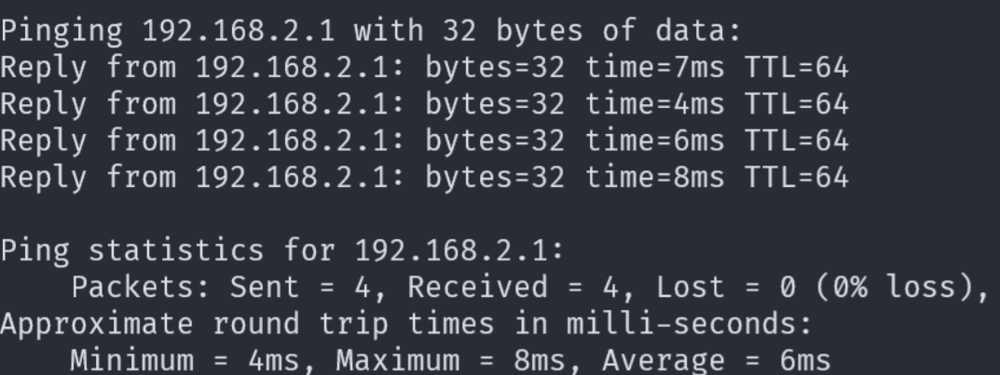 Pinging 192.168.2.1 with 32 bytes of data:
Reply from 192.168.2.1: bytes=32 time=7ms TTL=64
Reply from 192.168.2.1: bytes=32 time=4ms TTL=64
Reply from 192.168.2.1: bytes=32 time=6ms TTL=64
Reply from 192.168.2.1: bytes=32 time=8ms TTL=64

Ping statistics for 192.168.2.1:
    Packets: Sent = 4, Received = 4, Lost = 0 (0% loss),
Approximate round trip times in milli-seconds:
    Minimum = 4ms, Maximum = 8ms, Average = 6ms